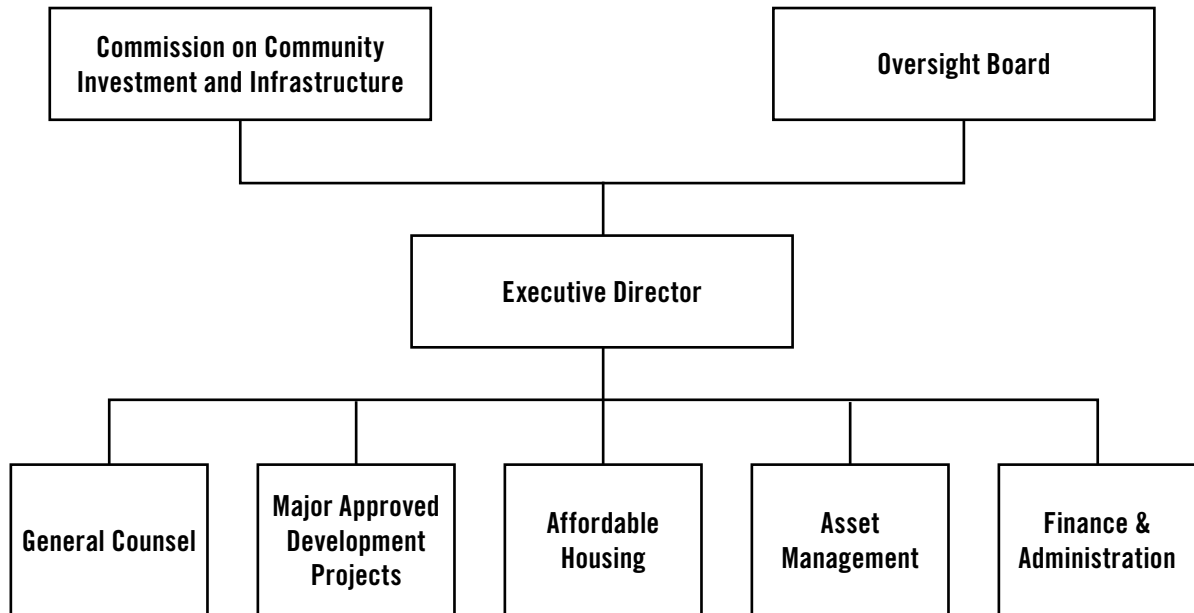 Commission on Community
Investment and Infrastructure
Oversight Board
Executive Director
General Counsel
Major Approved
Development
Projects
Affordable
Housing
Asset
Management
Finance &
Administration